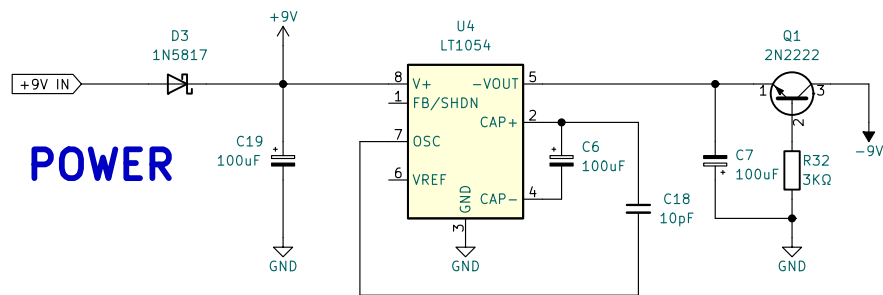 +9V
D3
1N5817
+9V IN
POWER
C19
100uF
GND
U4
LT1054
8 V+
1 FB/SHDN
7 OSC
6 VREF
-VOUT 5
CAP+ 2
CAP- 4
GND
3
GND
C6
100uF
C18
10pF
C7
100uF
Q1
2N2222
1
3
2
R32
3KΩ
GND
-9V